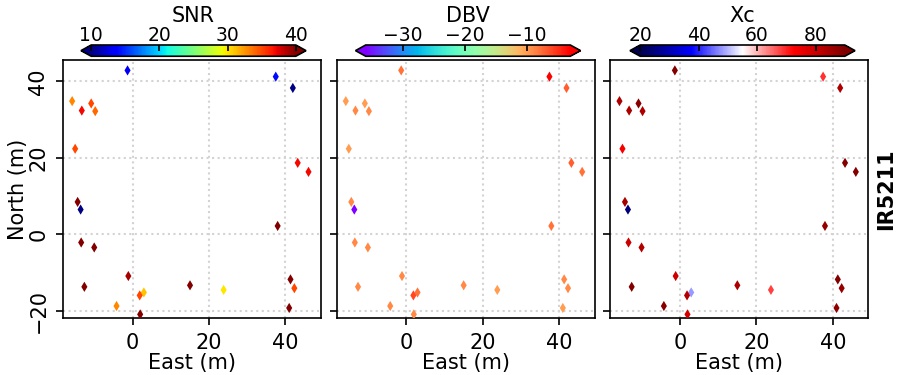 SNR DBV Xc
10 20 30 40 −30 −20 −10 20 40 60 80
40
20
0
−20
North (m)
IR5211
0 20 40 0 20 40 0 20 40
East (m) East (m) East (m)